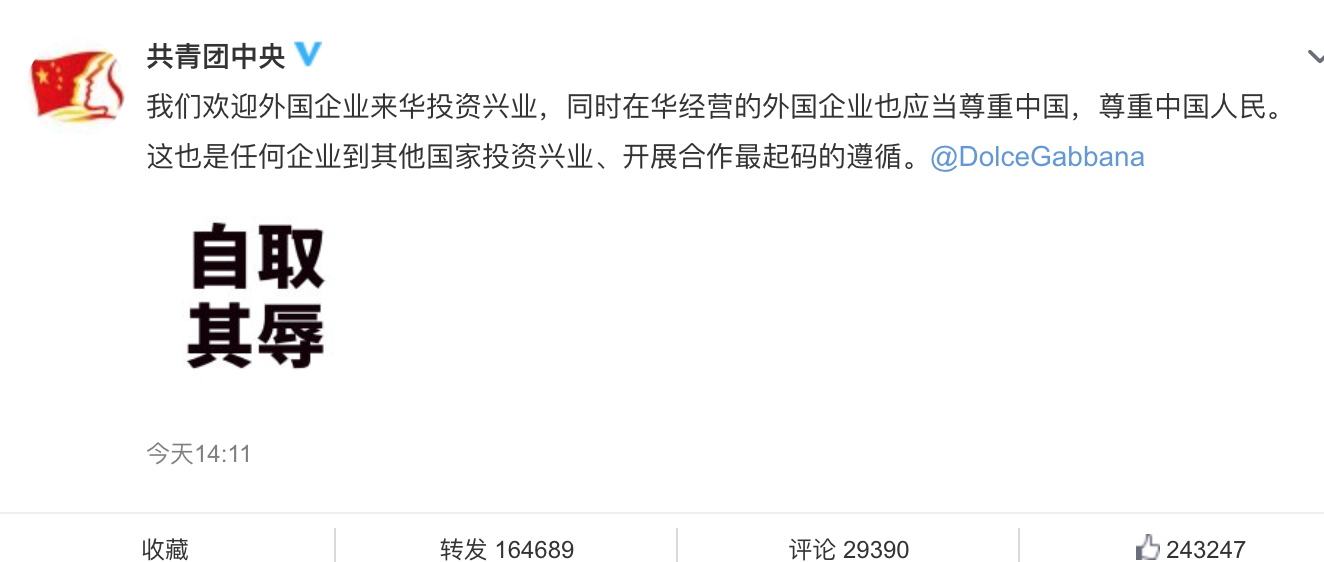 共青团中央
我们欢迎外国企业来华投资兴业，同时在华经营的外国企业也应当尊重中国，尊重中国人民。
这也是任何企业到其他国家投资兴业、开展合作最起码的遵循。@DolceGabbana
自取
其辱
今天14:11
收藏 转发 164689 评论 29390 243247